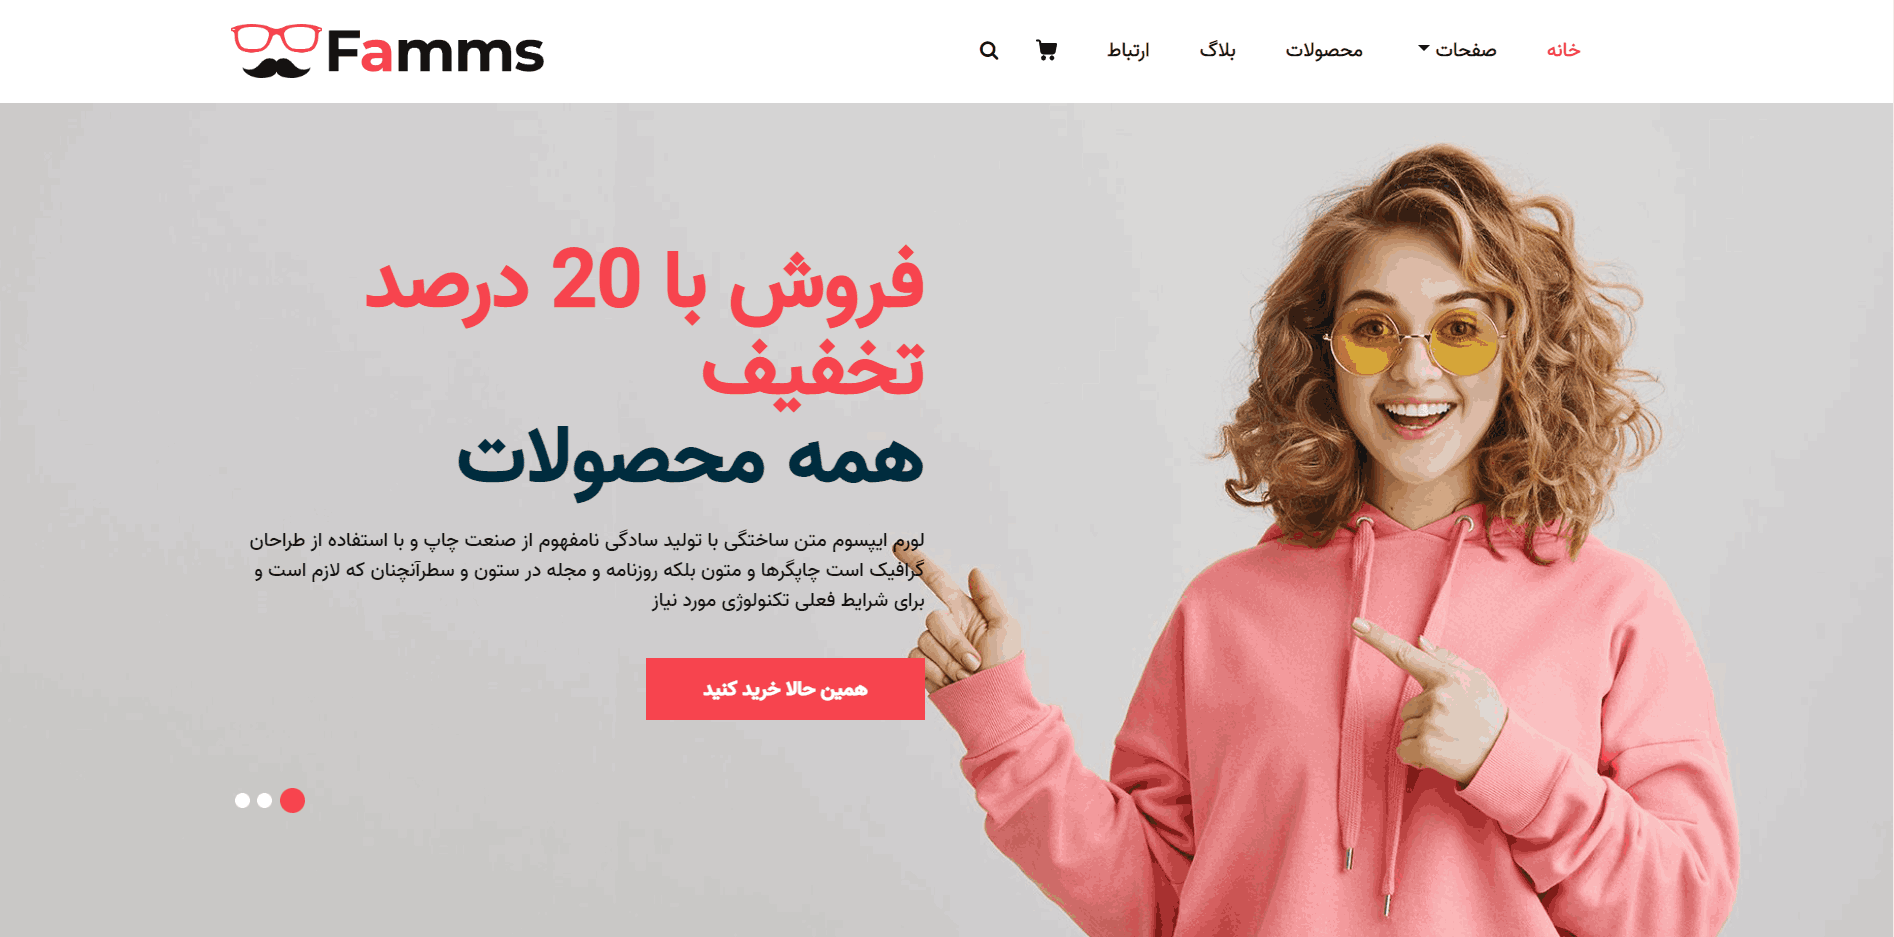 Famms
خانه
صفحات
محصولات
بلاگ
ارتباط
فروش با 20 درصد
تخفیف
همه محصولات
لورم ایپسوم متن ساختگی با تولید سادگی نامفهوم از صنعت چاپ و با استفاده از طراحان
گرافیک است چاپگرها و متون بلکه روزنامه و مجله در ستون و سطرآنچنان که لازم است و
برای شرایط فعلی تکنولوژی مورد نیاز
همین حالا خرید کنید